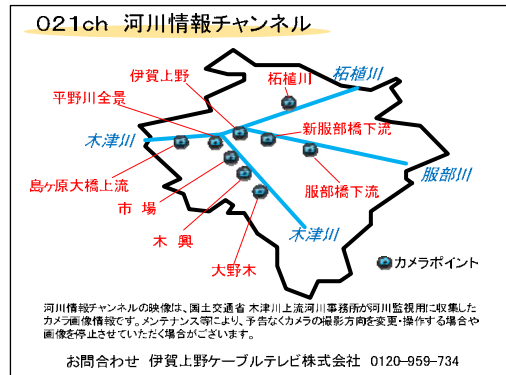 021ch 河川情報チャンネル
伊賀上野
柘植川
柘植川
平野川全景
新服部橋下流
木津川
島ヶ原大橋上流
服部橋下流
服部川
市場
木興
木津川
大野木
カメラポイント
河川情報チャンネルの映像は、国土交通省 木津川上流河川事務所が河川監視用に収集した
カメラ画像情報です。メンテナンス等により、予告なくカメラの撮影方向を変更・操作する場合や
画像を停止させていただく場合がございます。
お問合わせ 伊賀上野ケーブルテレビ株式会社 0120-959-734